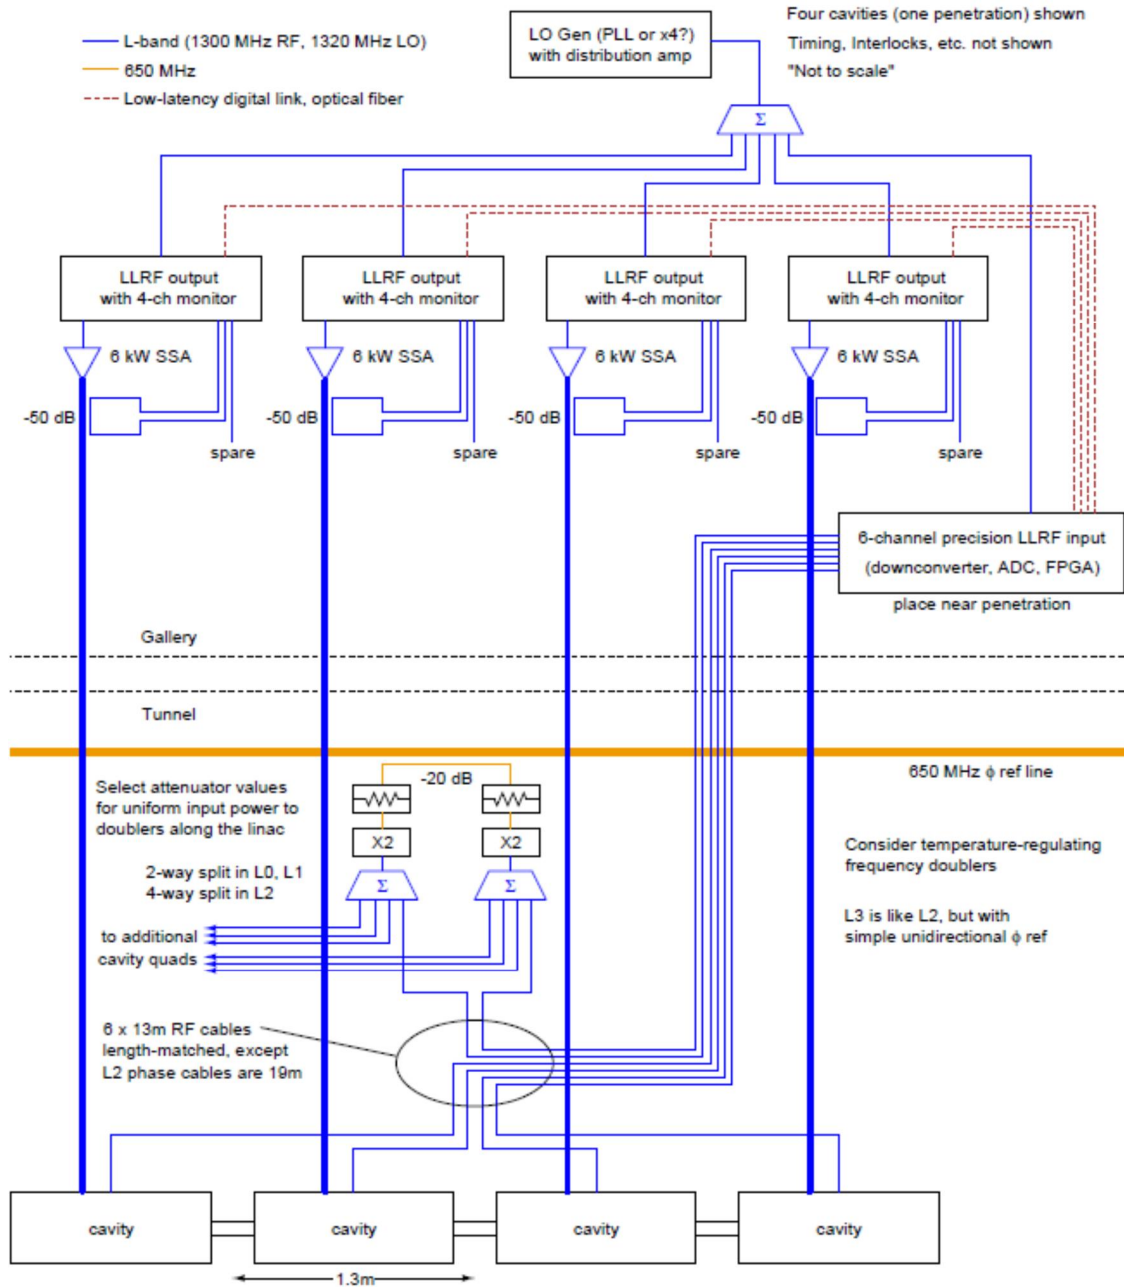 L-band (1300 MHz RF, 1320 MHz LO)
650 MHz
Low-latency digital link, optical fiber
LO Gen (PLL or x4?)
with distribution amp
Four cavities (one penetration) shown
Timing, Interlocks, etc. not shown
"Not to scale"
Σ
LLRF output
with 4-ch monitor
LLRF output
with 4-ch monitor
LLRF output
with 4-ch monitor
LLRF output
with 4-ch monitor
6 kW SSA
6 kW SSA
6 kW SSA
6 kW SSA
-50 dB
-50 dB
-50 dB
-50 dB
spare
spare
spare
spare
6-channel precision LLRF input
(downconverter, ADC, FPGA)
place near penetration
Gallery
Tunnel
650 MHz ϕ ref line
Select attenuator values
for uniform input power to
doublers along the linac
-20 dB
X2
X2
2-way split in L0, L1
4-way split in L2
Σ
Σ
Consider temperature-regulating
frequency doublers
L3 is like L2, but with
simple unidirectional ϕ ref
to additional
cavity quads
6 x 13m RF cables
length-matched, except
L2 phase cables are 19m
cavity
cavity
cavity
cavity
1.3m